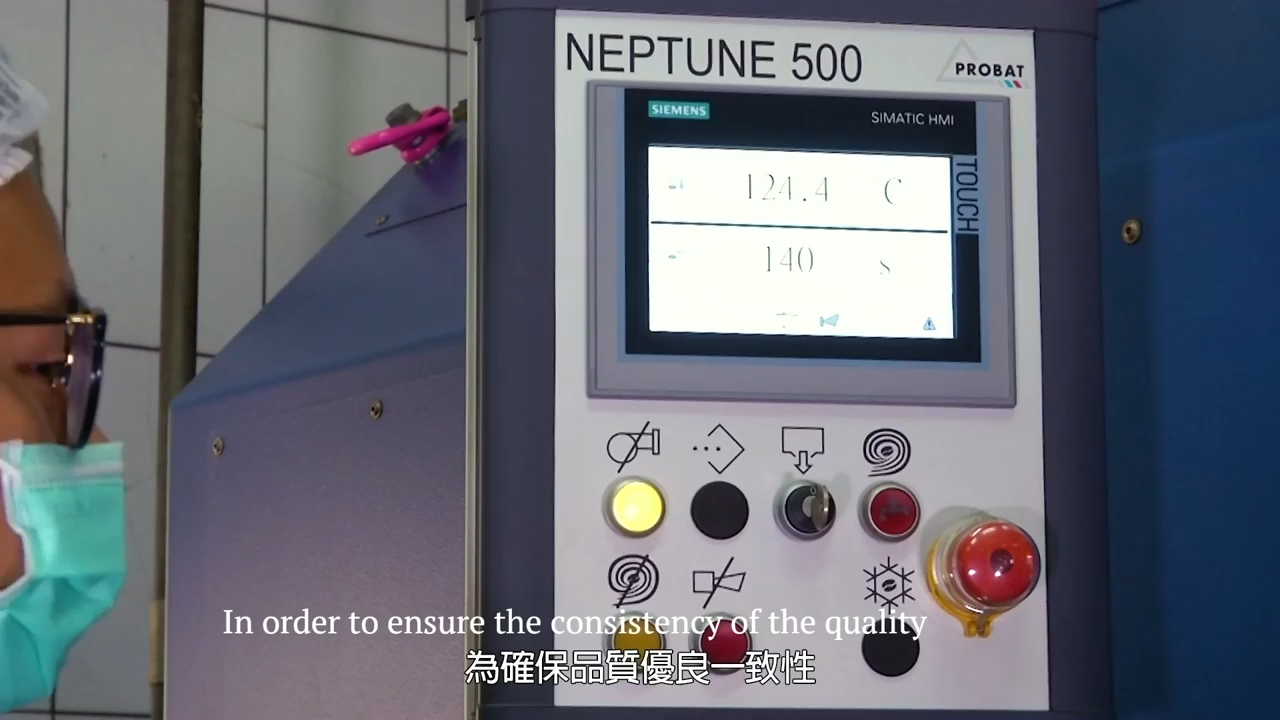 NEPTUNE 500
PROBAT
SIEMENS
SIMATIC HMI
TOUCH
124.4 C
140 s
In order to ensure the consistency of the quality
為確保品質優良一致性